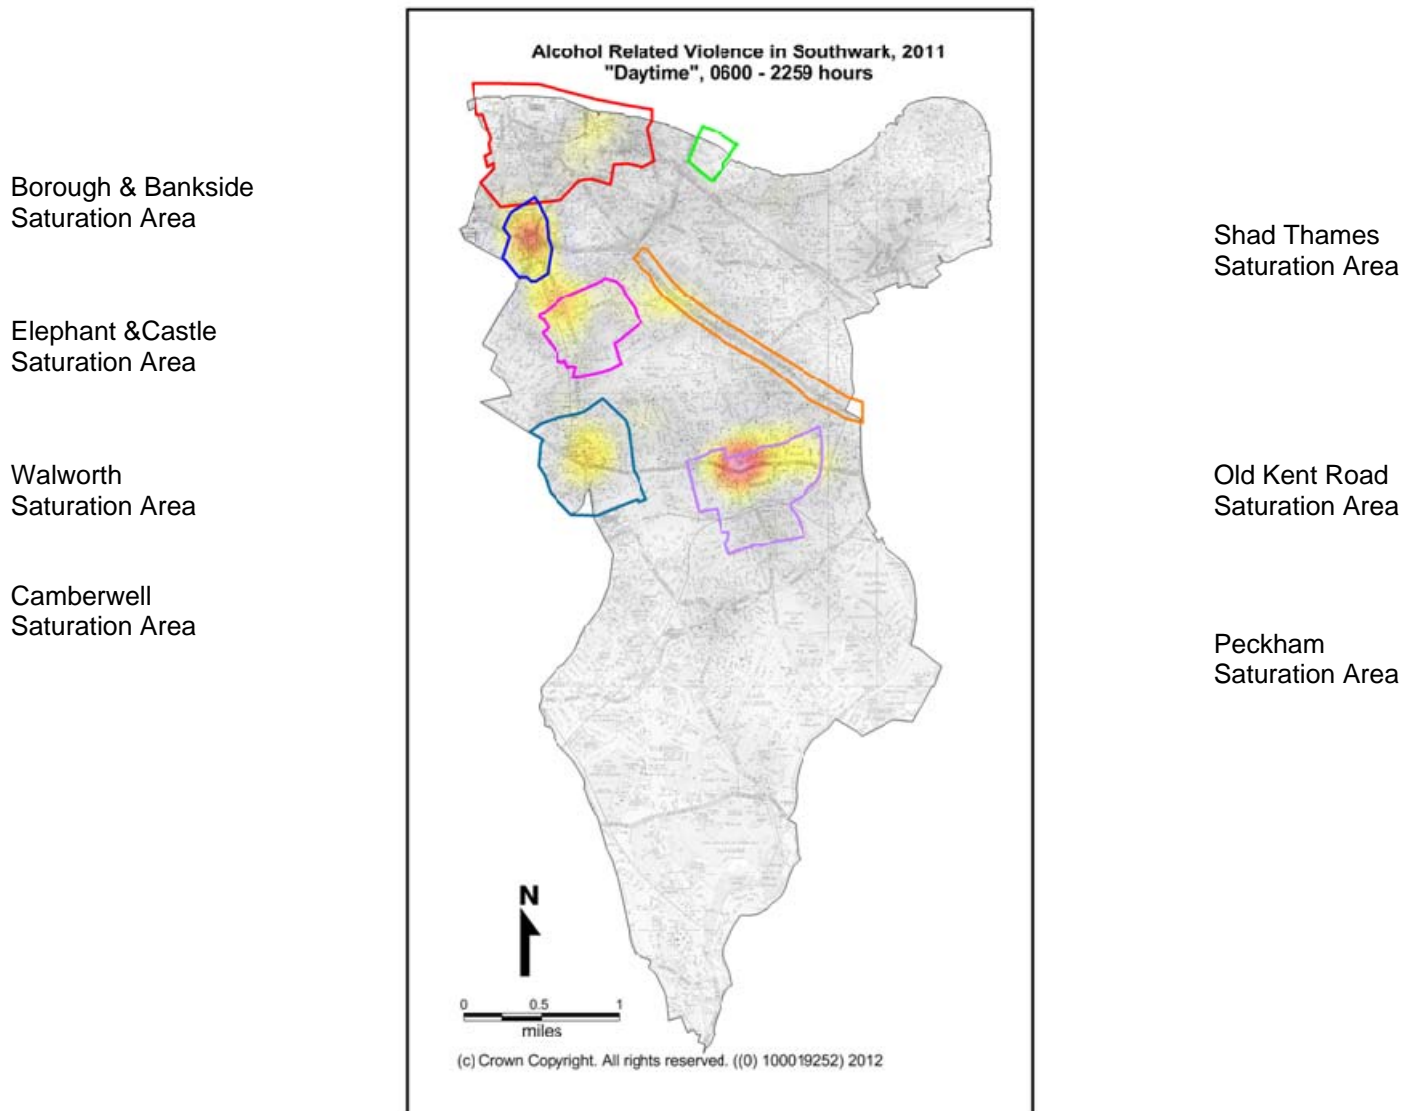 Alcohol Related Violence in Southwark, 2011
"Daytime", 0600 - 2259 hours
Borough & Bankside
Saturation Area
Elephant &Castle
Saturation Area
Walworth
Saturation Area
Camberwell
Saturation Area
Shad Thames
Saturation Area
Old Kent Road
Saturation Area
Peckham
Saturation Area
N
0 0.5 1
miles
(c) Crown Copyright. All rights reserved. ((0) 100019252) 2012